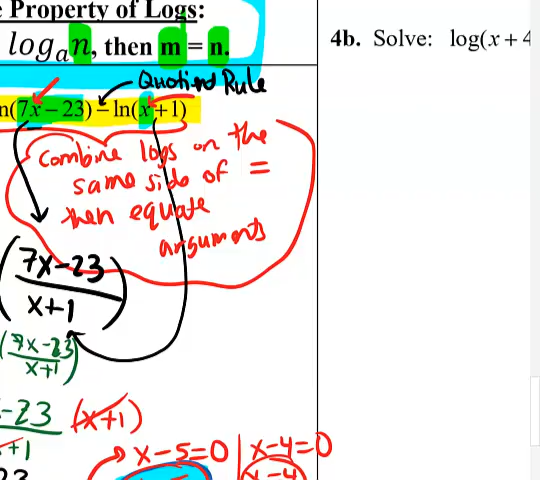 Property of Logs:
logₐn, then m = n.
Quotient Rule
n(7x − 23) − ln(x + 1)
combine logs on the
same side of =
then equate
arguments
(7x-23 / x+1)
(7x-23 / x+1)
-23 (x+1)
+1
x-5=0 | x-4=0
4b. Solve: log(x + 4